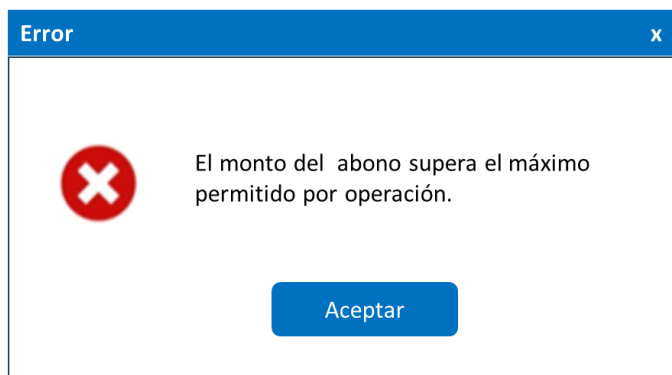 Error x
El monto del  abono supera el máximo
permitido por operación.
Aceptar